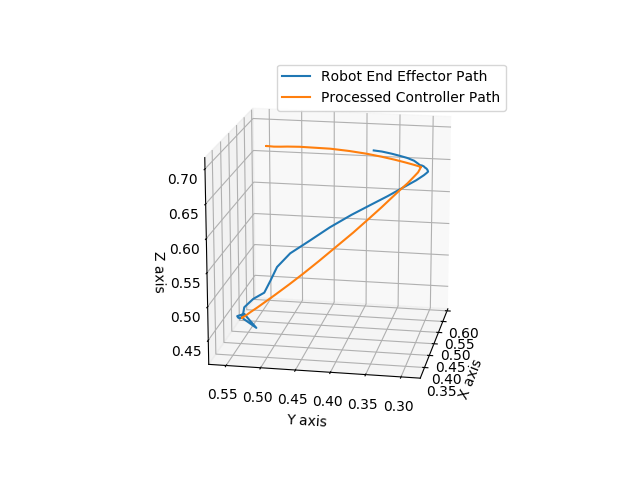 Robot End Effector Path
Processed Controller Path
0.70
0.65
0.60
0.55
0.50
0.45
Z axis
0.55 0.50 0.45 0.40 0.35 0.30
Y axis
0.60
0.55
0.50
0.45
0.40
0.35
X axis